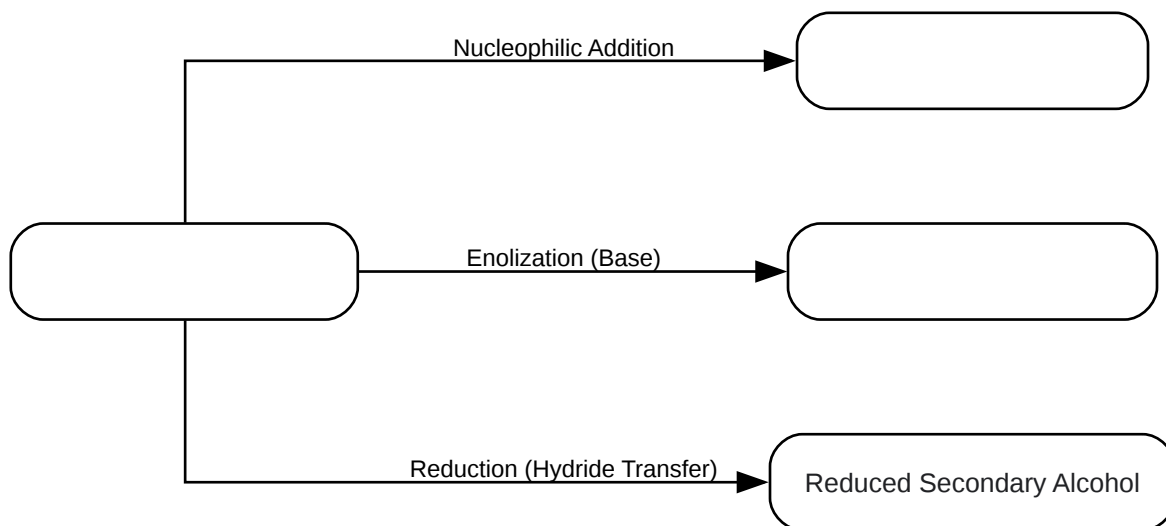 Nucleophilic Addition
Enolization (Base)
Reduction (Hydride Transfer)
Reduced Secondary Alcohol